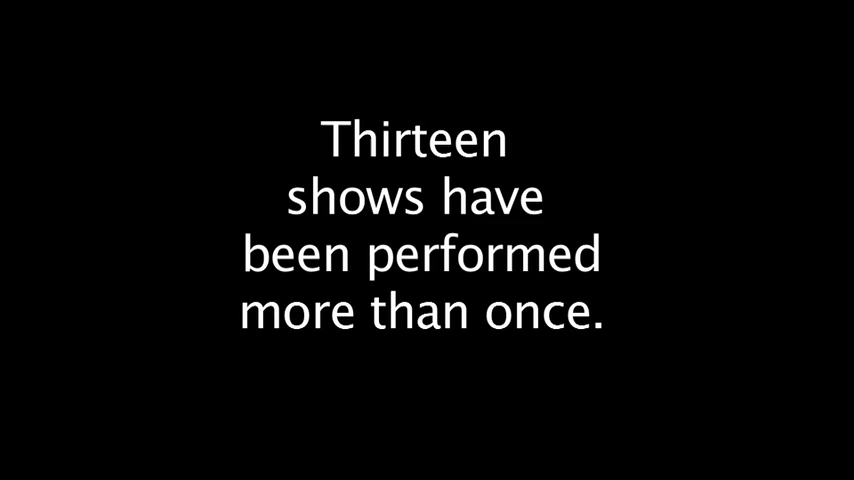 Thirteen
shows have
been performed
more than once.